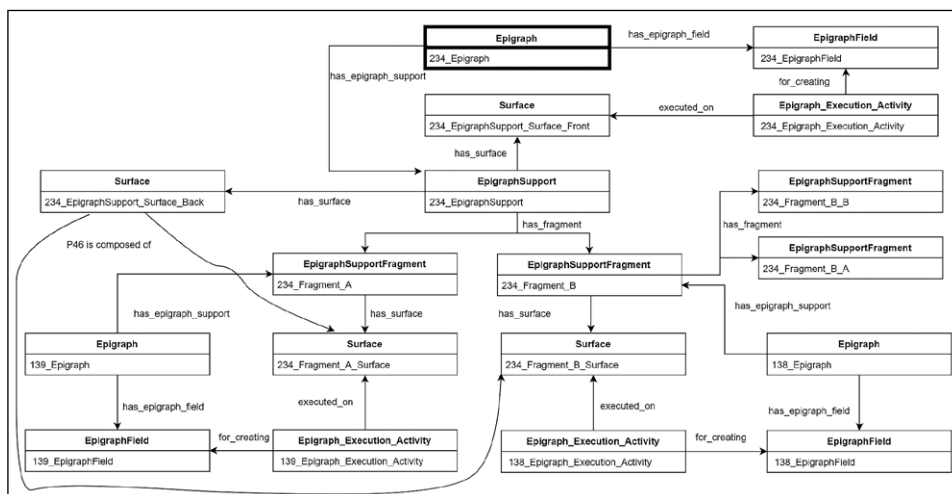 Epigraph
234_Epigraph
has_epigraph_field
EpigraphField
234_EpigraphField
has_epigraph_support
for_creating
Surface
234_EpigraphSupport_Surface_Front
executed_on
Epigraph_Execution_Activity
234_Epigraph_Execution_Activity
has_surface
Surface
234_EpigraphSupport_Surface_Back
has_surface
EpigraphSupport
234_EpigraphSupport
EpigraphSupportFragment
234_Fragment_B_B
has_fragment
has_fragment
P46 is composed of
EpigraphSupportFragment
234_Fragment_A
EpigraphSupportFragment
234_Fragment_B
EpigraphSupportFragment
234_Fragment_B_A
has_epigraph_support
has_surface
has_surface
has_epigraph_support
Epigraph
139_Epigraph
Surface
234_Fragment_A_Surface
Surface
234_Fragment_B_Surface
Epigraph
138_Epigraph
has_epigraph_field
executed_on
executed_on
has_epigraph_field
EpigraphField
139_EpigraphField
for_creating
Epigraph_Execution_Activity
139_Epigraph_Execution_Activity
Epigraph_Execution_Activity
138_Epigraph_Execution_Activity
for_creating
EpigraphField
138_EpigraphField